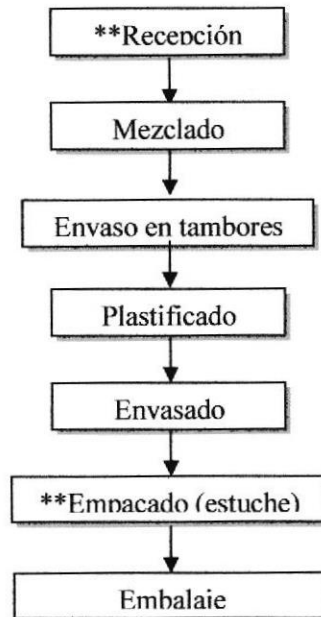 **Recepción
Mezclado
Envaso en tambores
Plastificado
Envasado
**Empacado (estuche)
Embalaje